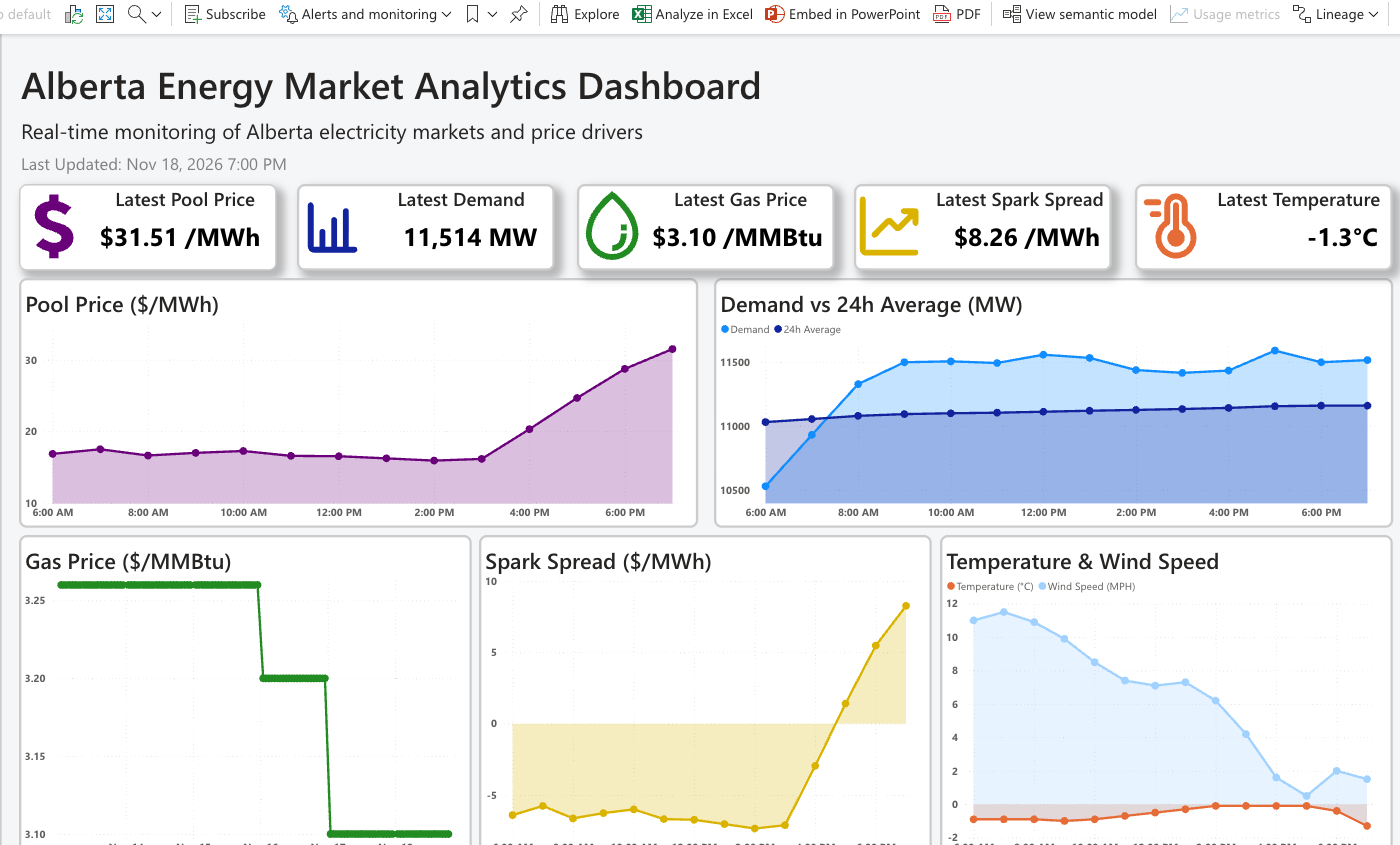 default Subscribe Alerts and monitoring Explore Analyze in Excel Embed in PowerPoint PDF View semantic model Usage metrics Lineage
Alberta Energy Market Analytics Dashboard
Real-time monitoring of Alberta electricity markets and price drivers
Last Updated: Nov 18, 2026 7:00 PM
Latest Pool Price
$31.51 /MWh
Latest Demand
11,514 MW
Latest Gas Price
$3.10 /MMBtu
Latest Spark Spread
$8.26 /MWh
Latest Temperature
-1.3°C
Pool Price ($/MWh)
30
20
10
6:00 AM 8:00 AM 10:00 AM 12:00 PM 2:00 PM 4:00 PM 6:00 PM
Demand vs 24h Average (MW)
Demand 24h Average
11500
11000
10500
6:00 AM 8:00 AM 10:00 AM 12:00 PM 2:00 PM 4:00 PM 6:00 PM
Gas Price ($/MMBtu)
3.25
3.20
3.15
3.10
Spark Spread ($/MWh)
10
5
0
-5
Temperature & Wind Speed
Temperature (°C) Wind Speed (MPH)
12
10
8
6
4
2
0
-2